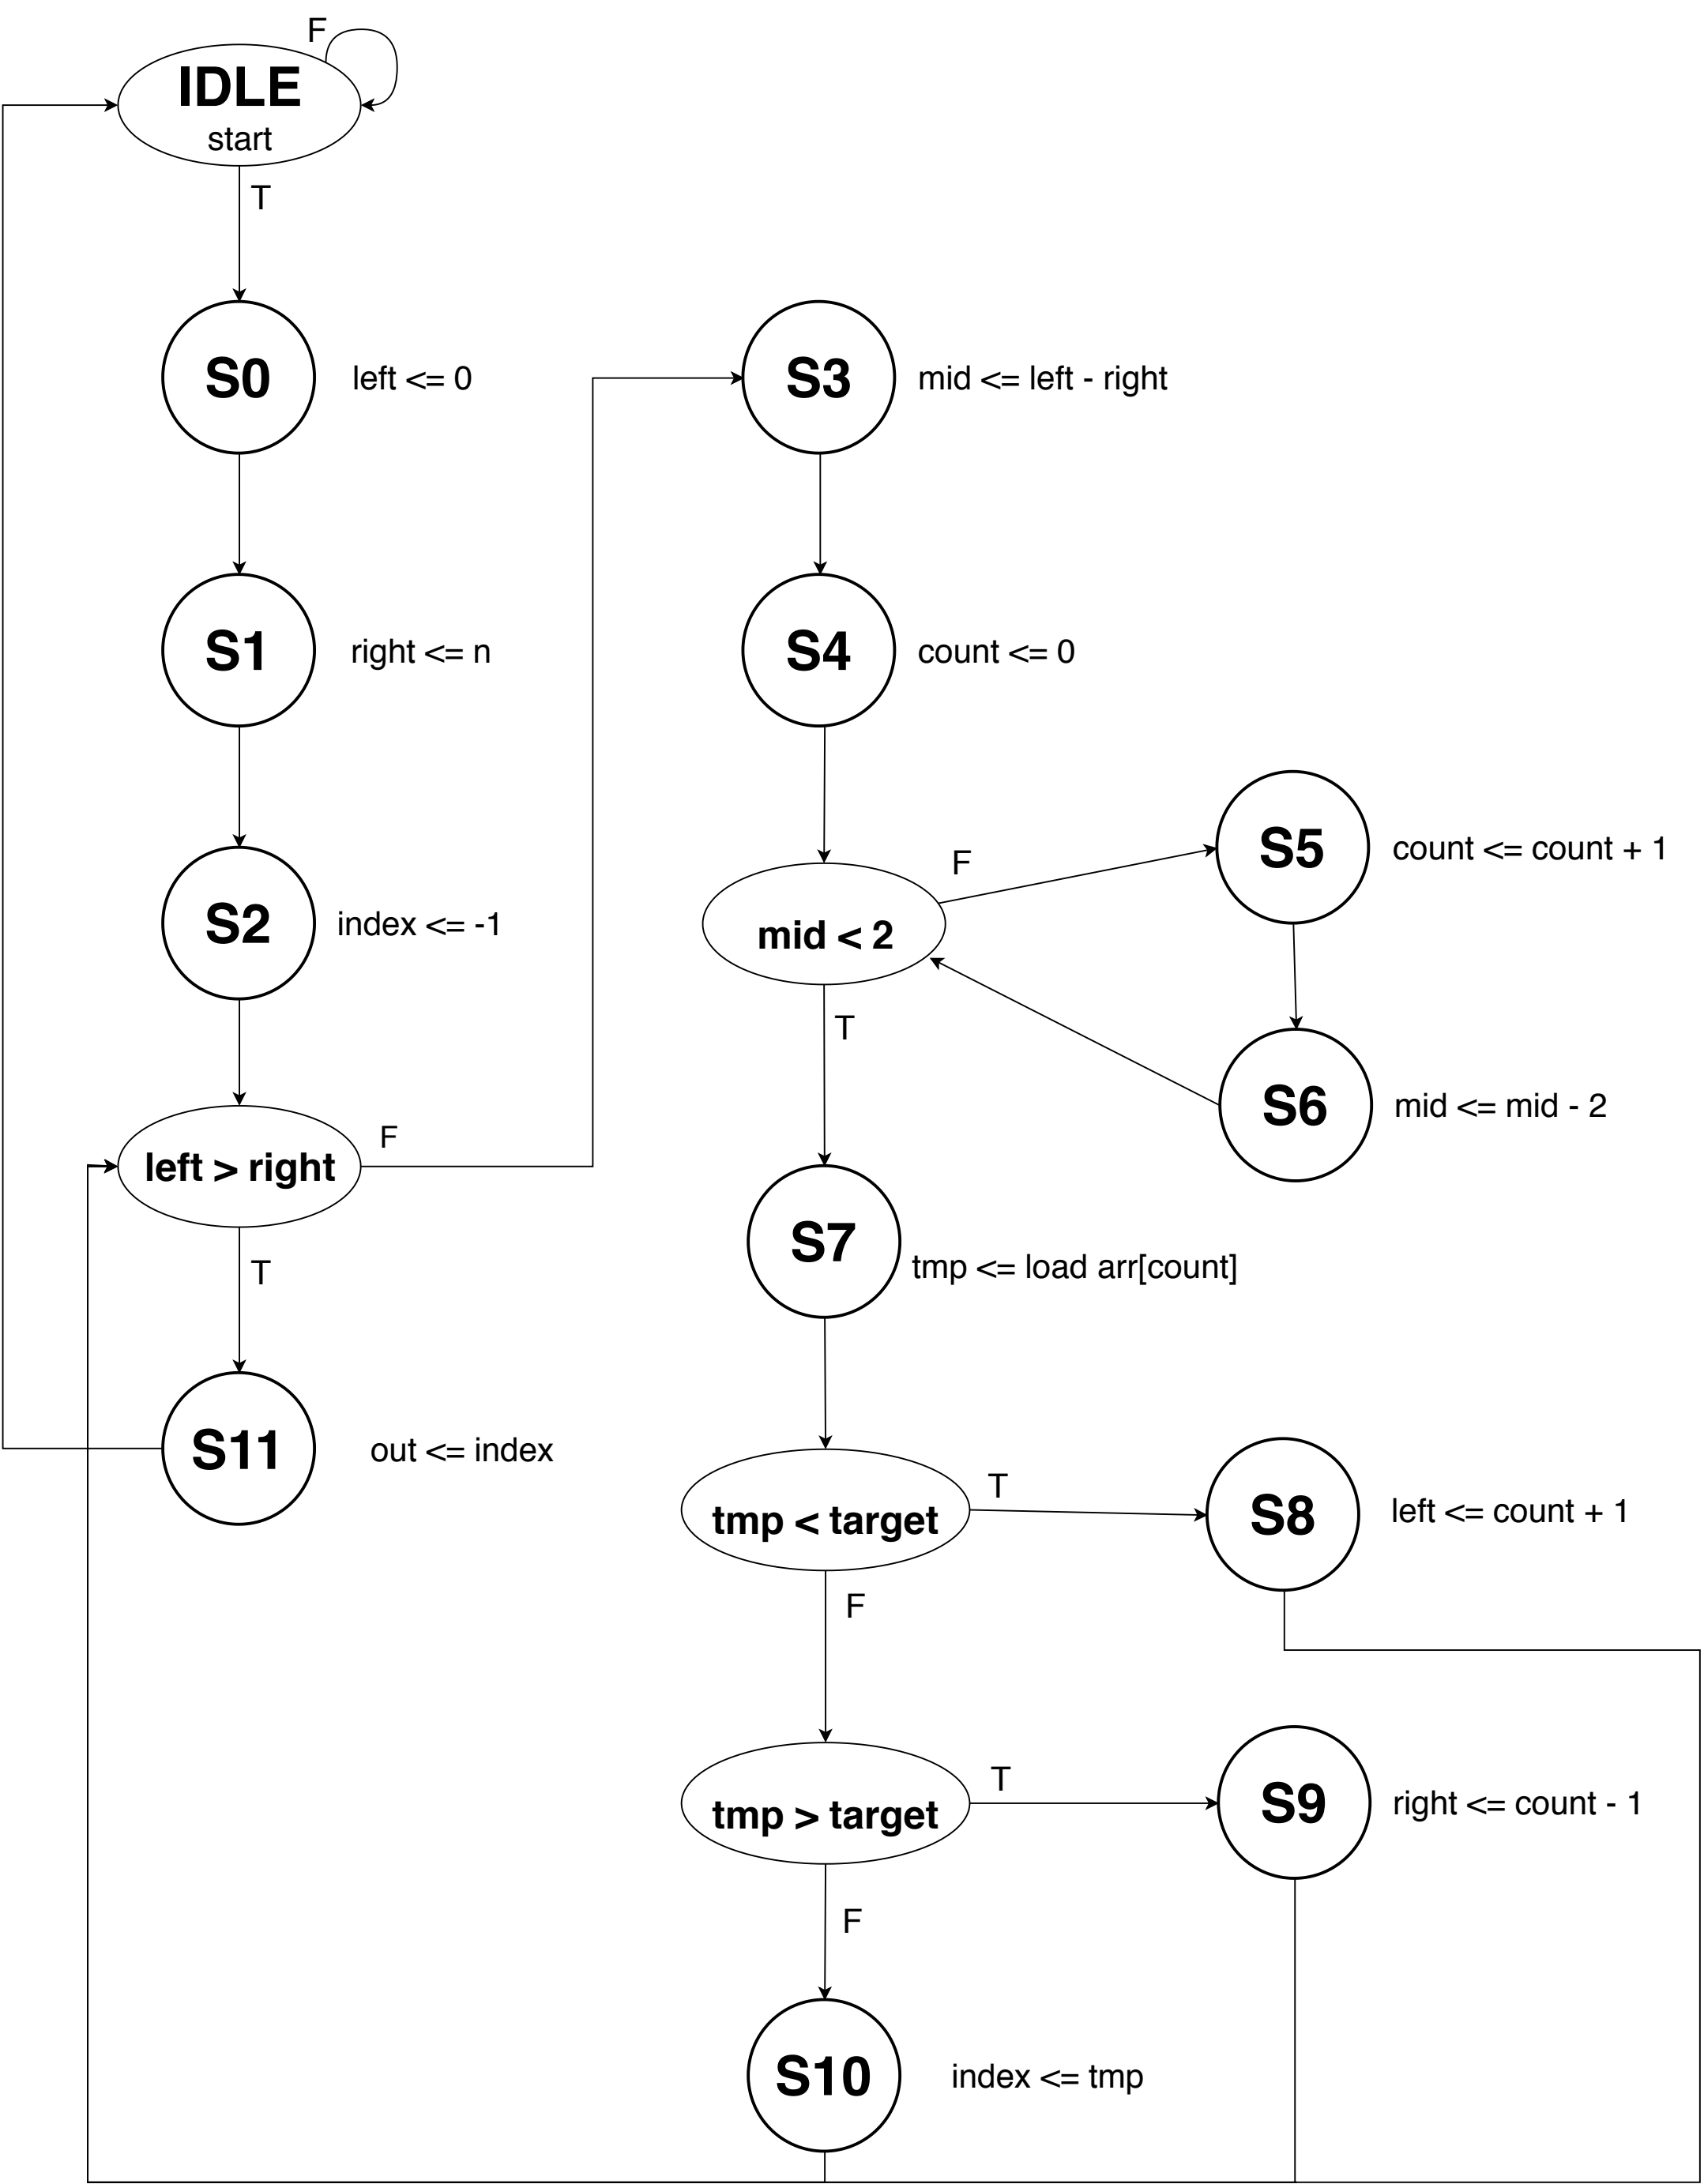 F
IDLE
start
T
S0
left <= 0
S3
mid <= left - right
S1
right <= n
S4
count <= 0
S5
count <= count + 1
F
S2
index <= -1
mid < 2
T
S6
mid <= mid - 2
F
left > right
T
S7
tmp <= load arr[count]
S11
out <= index
T
tmp < target
S8
left <= count + 1
F
T
tmp > target
S9
right <= count - 1
F
S10
index <= tmp